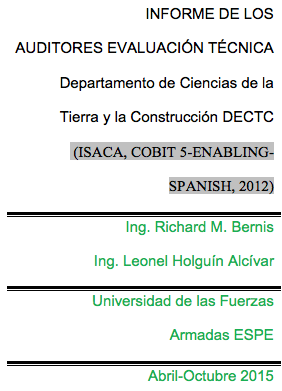 INFORME DE LOS
AUDITORES EVALUACIÓN TÉCNICA
Departamento de Ciencias de la
Tierra y la Construcción DECTC
(ISACA, COBIT 5-ENABLING-
SPANISH, 2012)
Ing. Richard M. Bernis
Ing. Leonel Holguín Alcívar
Universidad de las Fuerzas
Armadas ESPE
Abril-Octubre 2015